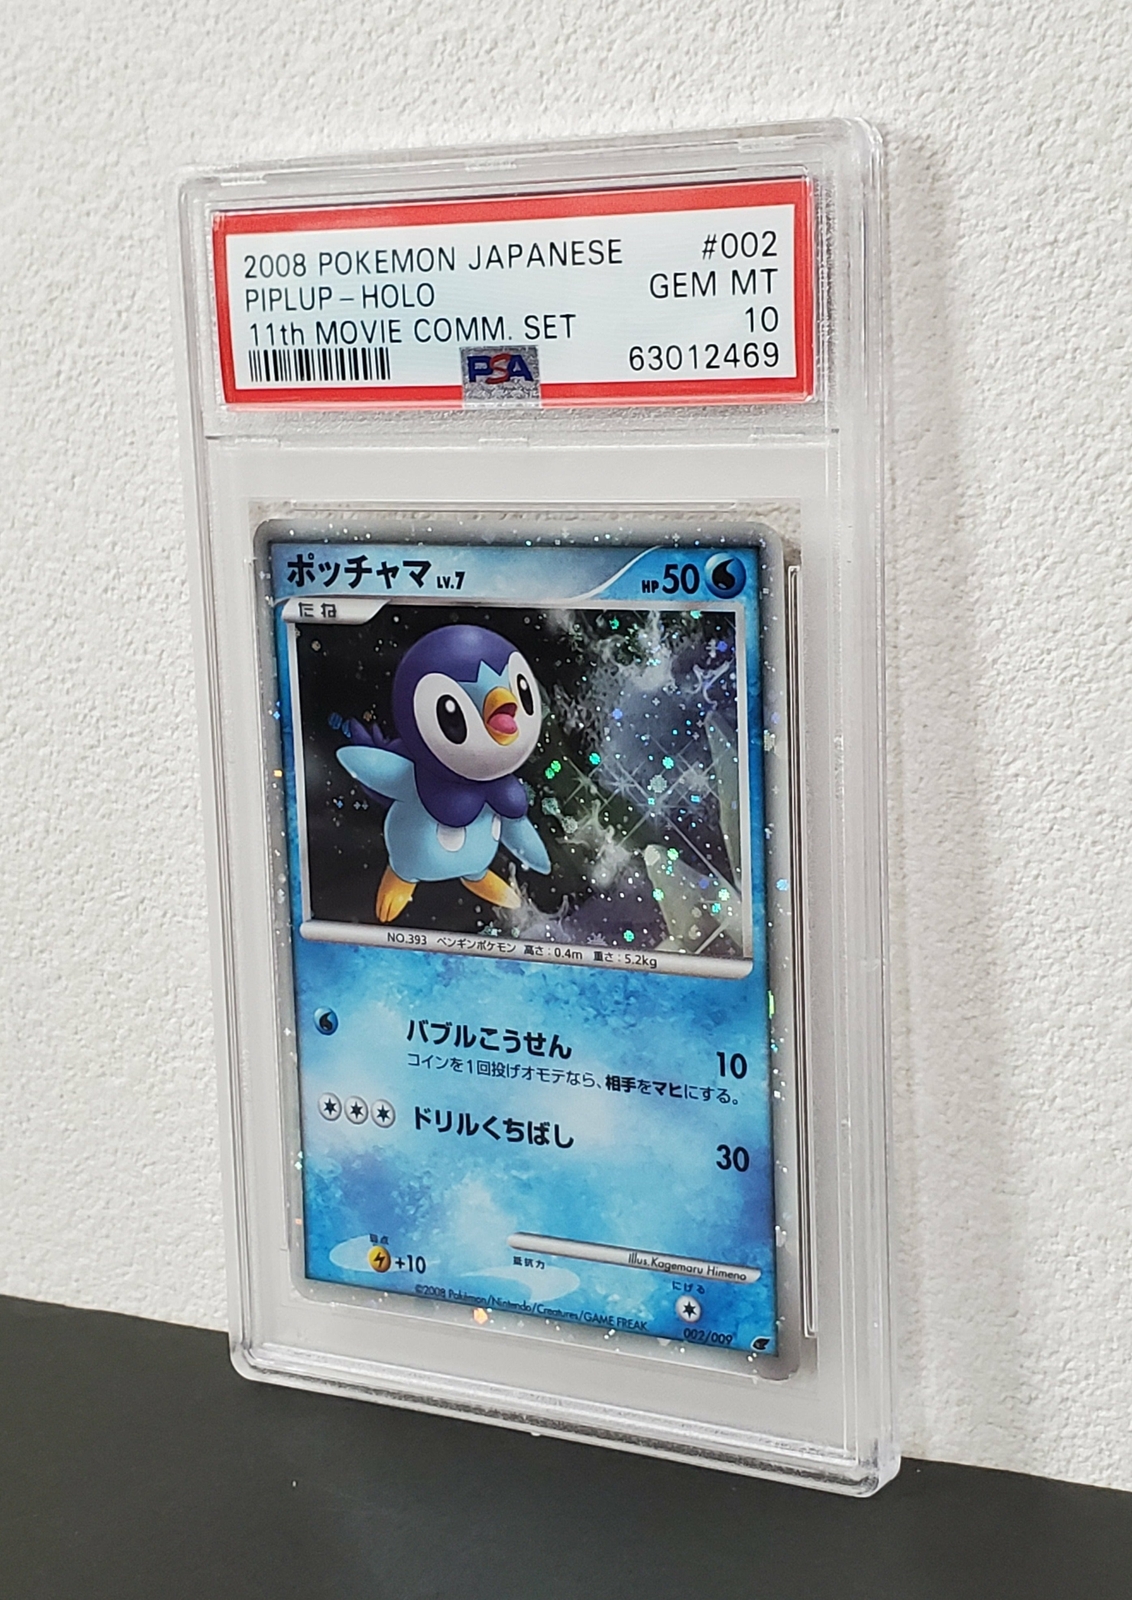 2008 POKEMON JAPANESE #002
PIPLUP - HOLO GEM MT
11th MOVIE COMM. SET 10
PSA 63012469
ポッチャマ LV.7 HP 50
たね
NO.393 ペンギンポケモン 高さ:0.4m 重さ:5.2kg
バブルこうせん 10
コインを1回投げオモテなら、相手をマヒにする。
ドリルくちばし 30
弱点 +10 抵抗力
Illus. Kagemaru Himeno
にげる
©2008 Pokémon/Nintendo/Creatures/GAME FREAK 002/009